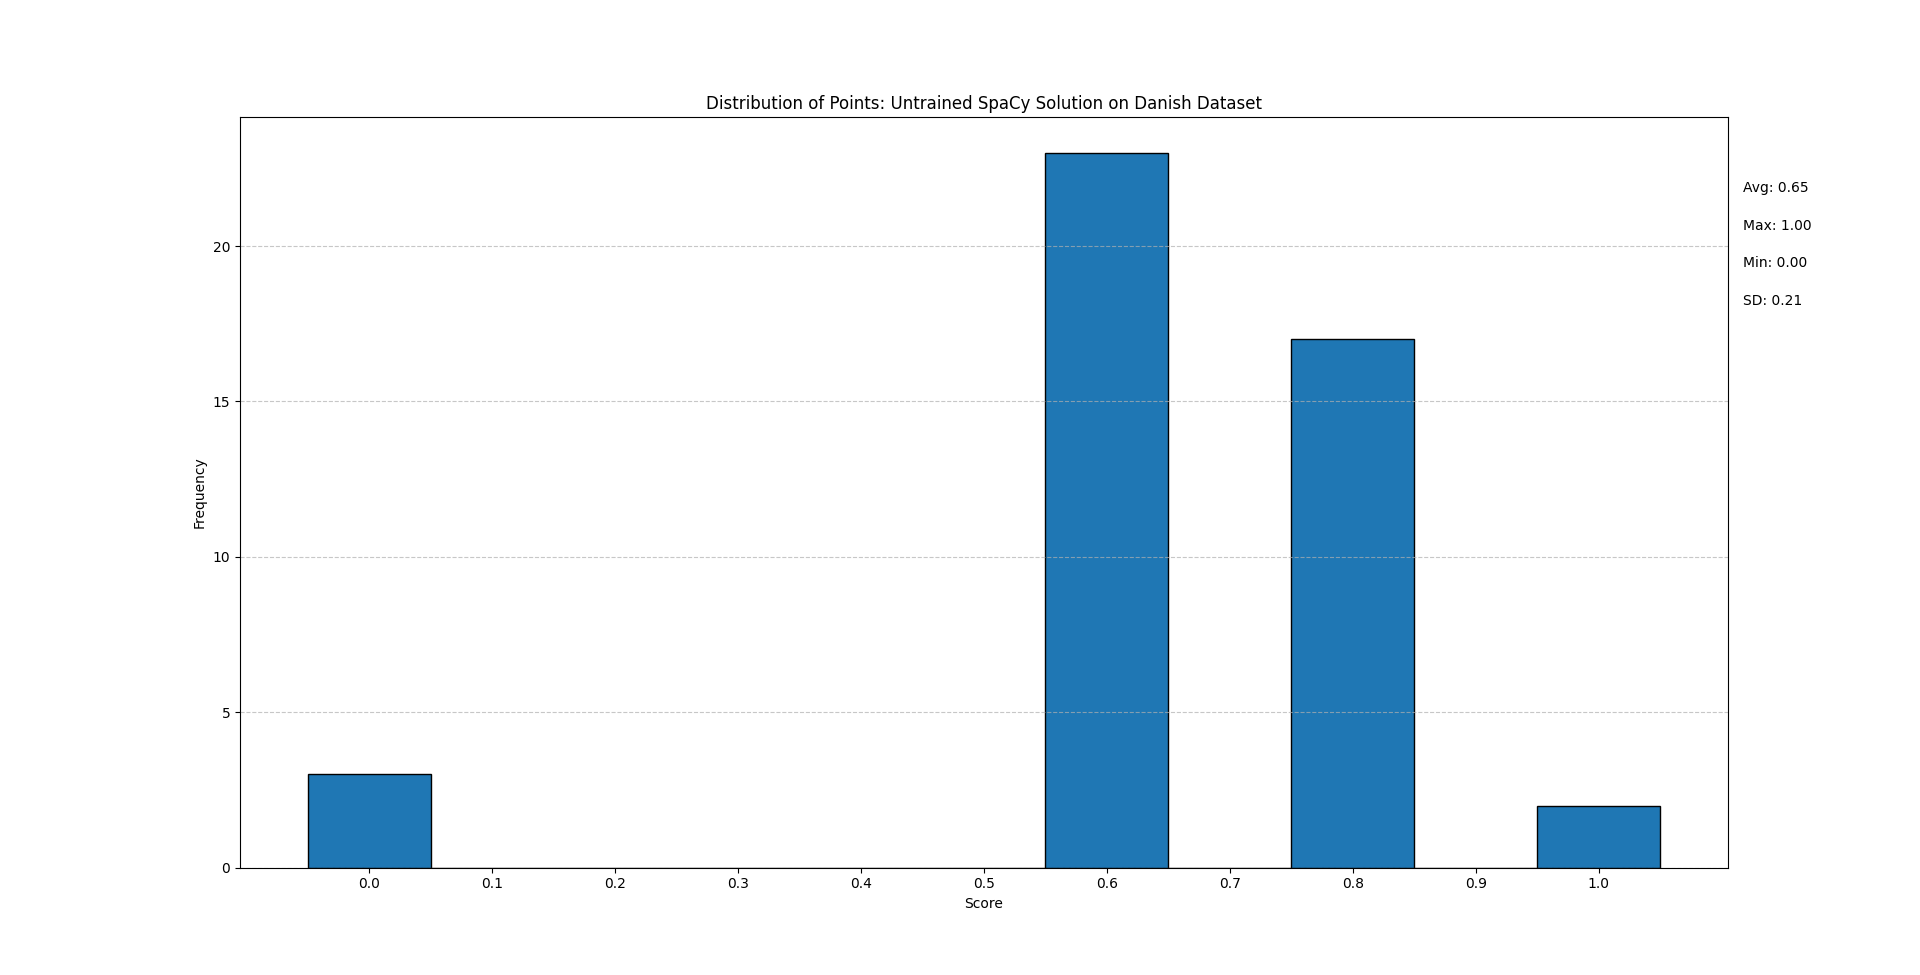 Distribution of Points: Untrained SpaCy Solution on Danish Dataset
Avg: 0.65
Max: 1.00
Min: 0.00
SD: 0.21
Frequency
20
15
10
5
0
0.0 0.1 0.2 0.3 0.4 0.5 0.6 0.7 0.8 0.9 1.0
Score